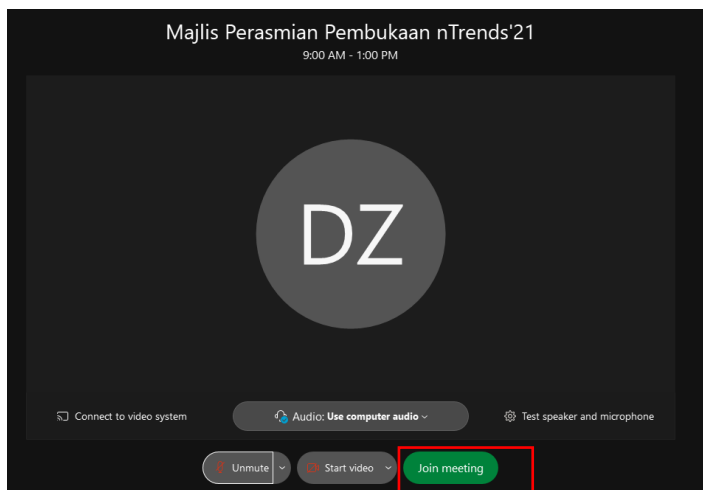 Majlis Perasmian Pembukaan nTrends'21
9:00 AM - 1:00 PM
DZ
Connect to video system
Audio: Use computer audio
Test speaker and microphone
Unmute
Start video
Join meeting